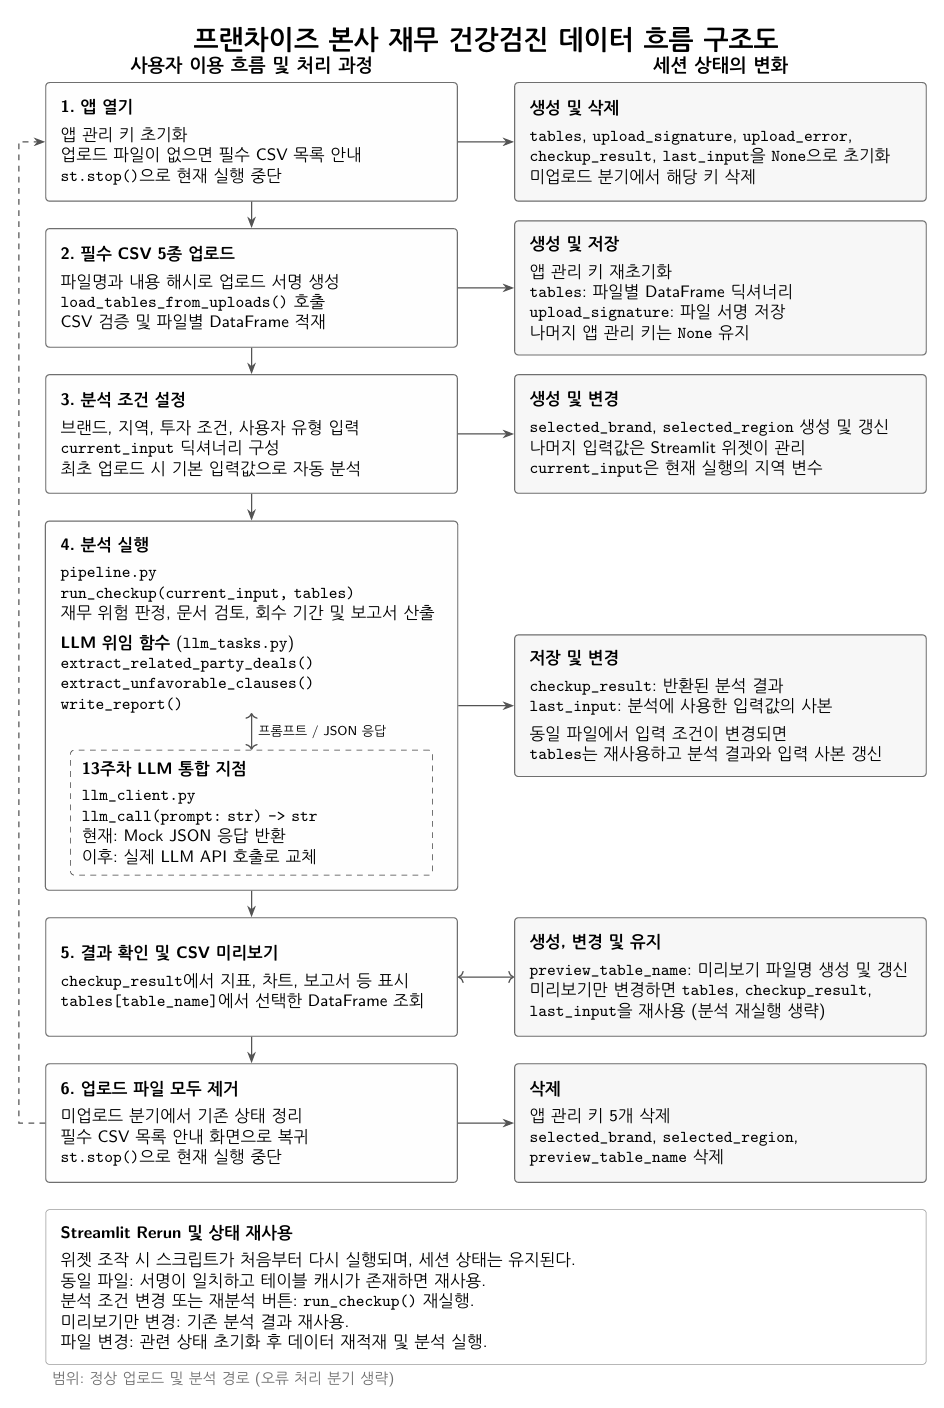 프랜차이즈 본사 재무 건강검진 데이터 흐름 구조도
사용자 이용 흐름 및 처리 과정
세션 상태의 변화
1. 앱 열기
앱 관리 키 초기화
업로드 파일이 없으면 필수 CSV 목록 안내
st.stop()으로 현재 실행 중단
생성 및 삭제
tables, upload_signature, upload_error,
checkup_result, last_input을 None으로 초기화
미업로드 분기에서 해당 키 삭제
2. 필수 CSV 5종 업로드
파일명과 내용 해시로 업로드 서명 생성
load_tables_from_uploads() 호출
CSV 검증 및 파일별 DataFrame 적재
생성 및 저장
앱 관리 키 재초기화
tables: 파일별 DataFrame 딕셔너리
upload_signature: 파일 서명 저장
나머지 앱 관리 키는 None 유지
3. 분석 조건 설정
브랜드, 지역, 투자 조건, 사용자 유형 입력
current_input 딕셔너리 구성
최초 업로드 시 기본 입력값으로 자동 분석
생성 및 변경
selected_brand, selected_region 생성 및 갱신
나머지 입력값은 Streamlit 위젯이 관리
current_input은 현재 실행의 지역 변수
4. 분석 실행
pipeline.py
run_checkup(current_input, tables)
재무 위험 판정, 문서 검토, 회수 기간 및 보고서 산출
LLM 위임 함수 (llm_tasks.py)
extract_related_party_deals()
extract_unfavorable_clauses()
write_report()
프롬프트 / JSON 응답
13주차 LLM 통합 지점
llm_client.py
llm_call(prompt: str) -> str
현재: Mock JSON 응답 반환
이후: 실제 LLM API 호출로 교체
저장 및 변경
checkup_result: 반환된 분석 결과
last_input: 분석에 사용한 입력값의 사본
동일 파일에서 입력 조건이 변경되면
tables는 재사용하고 분석 결과와 입력 사본 갱신
5. 결과 확인 및 CSV 미리보기
checkup_result에서 지표, 차트, 보고서 등 표시
tables[table_name]에서 선택한 DataFrame 조회
생성, 변경 및 유지
preview_table_name: 미리보기 파일명 생성 및 갱신
미리보기만 변경하면 tables, checkup_result,
last_input을 재사용 (분석 재실행 생략)
6. 업로드 파일 모두 제거
미업로드 분기에서 기존 상태 정리
필수 CSV 목록 안내 화면으로 복귀
st.stop()으로 현재 실행 중단
삭제
앱 관리 키 5개 삭제
selected_brand, selected_region,
preview_table_name 삭제
Streamlit Rerun 및 상태 재사용
위젯 조작 시 스크립트가 처음부터 다시 실행되며, 세션 상태는 유지된다.
동일 파일: 서명이 일치하고 테이블 캐시가 존재하면 재사용.
분석 조건 변경 또는 재분석 버튼: run_checkup() 재실행.
미리보기만 변경: 기존 분석 결과 재사용.
파일 변경: 관련 상태 초기화 후 데이터 재적재 및 분석 실행.
범위: 정상 업로드 및 분석 경로 (오류 처리 분기 생략)